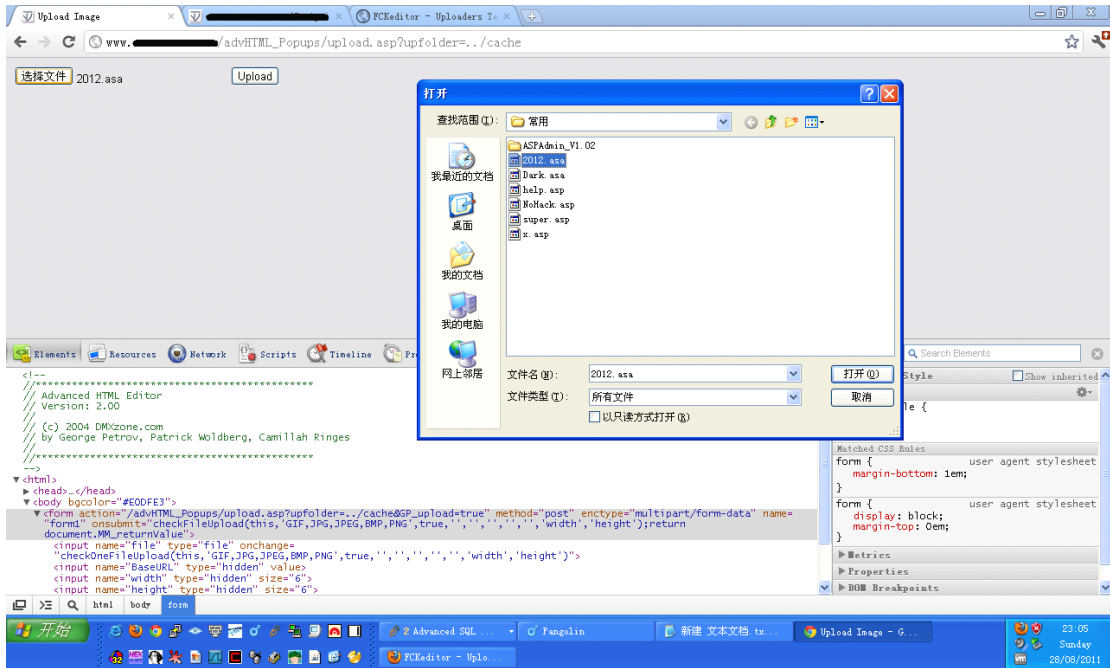 Upload Image
FCKeditor - Uploaders Te
www.
/advHTML_Popups/upload.asp?upfolder=../cache
选择文件 2012.asa
Upload
打开
查找范围(I):
常用
我最近的文档
桌面
我的文档
我的电脑
网上邻居
ASPAdmin_V1.02
2012.asa
Dark.asa
help.asp
NoHack.asp
super.asp
x.asp
文件名(N):
2012.asa
打开(O)
文件类型(T):
所有文件
取消
以只读方式打开(R)
Elements
Resources
Network
Scripts
Timeline
Search Elements
<!--
//***********************************************
// Advanced HTML Editor
// Version: 2.00
//
// (c) 2004 DMXzone.com
// by George Petrov, Patrick Woldberg, Camillah Ringes
//
//***********************************************
-->
<html>
<head>…</head>
<body bgcolor="#E0DFE3">
<form action="/advHTML_Popups/upload.asp?upfolder=../cache&GP_upload=true" method="post" enctype="multipart/form-data" name=
"form1" onsubmit="checkFileUpload(this,'GIF,JPG,JPEG,BMP,PNG',true,'','','','','','width','height');return
document.MM_returnValue">
<input name="file" type="file" onchange=
"checkOneFileUpload(this,'GIF,JPG,JPEG,BMP,PNG',true,'','','','','','width','height')">
<input name="BaseURL" type="hidden" value>
<input name="width" type="hidden" size="6">
<input name="height" type="hidden" size="6">
Style
Show inherited
Matched CSS Rules
form {
user agent stylesheet
margin-bottom: 1em;
}
form {
user agent stylesheet
display: block;
margin-top: 0em;
}
Metrics
Properties
DOM Breakpoints
html
body
form
开始
2 Advanced SQL ...
Pangolin
新建 文本文档.tx...
Upload Image - G...
FCKeditor - Uplo...
23:05
Sunday
28/08/2011